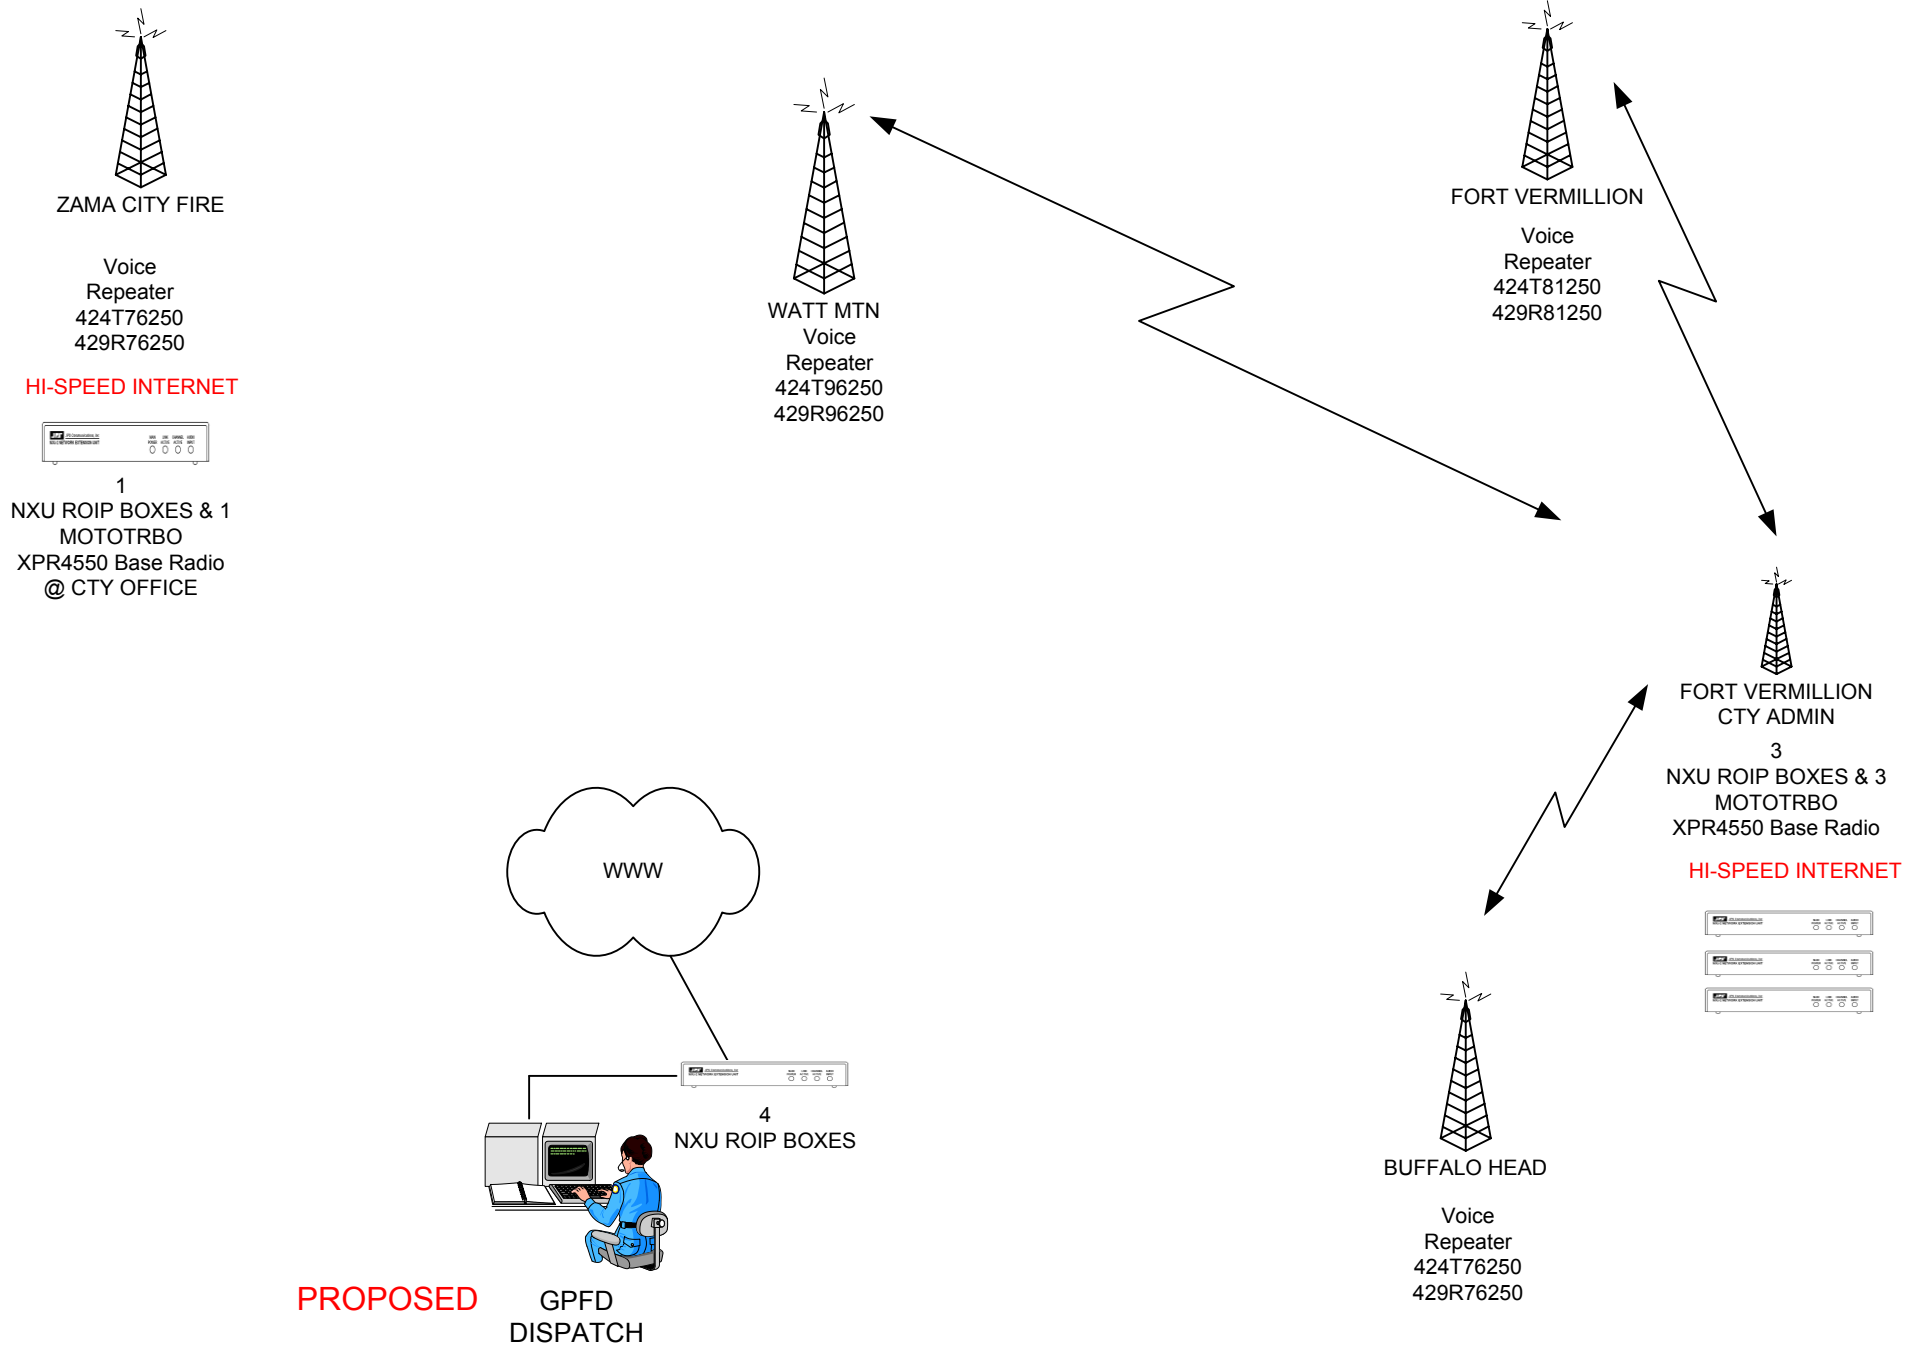 ZAMA CITY FIRE
Voice
Repeater
424T76250
429R76250
HI-SPEED INTERNET
1
NXU ROIP BOXES & 1
MOTOTRBO
XPR4550 Base Radio
@ CTY OFFICE
WATT MTN
Voice
Repeater
424T96250
429R96250
FORT VERMILLION
Voice
Repeater
424T81250
429R81250
FORT VERMILLION
CTY ADMIN
3
NXU ROIP BOXES & 3
MOTOTRBO
XPR4550 Base Radio
HI-SPEED INTERNET
WWW
4
NXU ROIP BOXES
PROPOSED
GPFD
DISPATCH
BUFFALO HEAD
Voice
Repeater
424T76250
429R76250